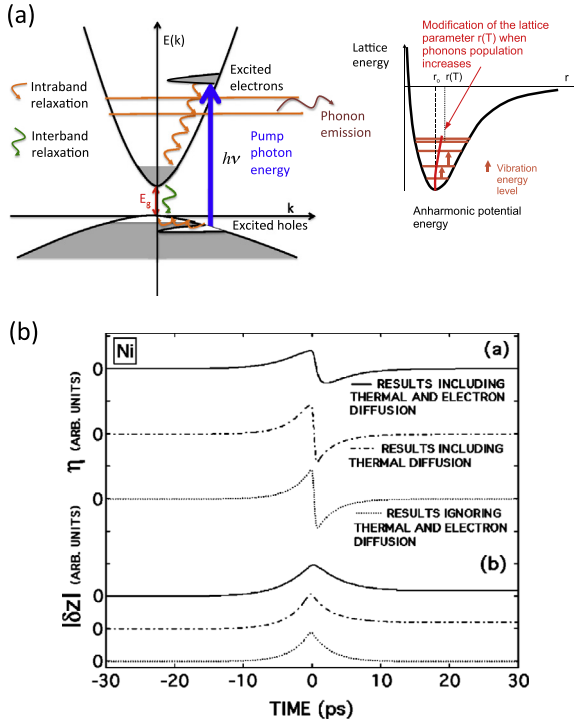 (a)
E(k)
Intraband
relaxation
Interband
relaxation
Excited
electrons
Phonon
emission
Pump
photon
energy
hν
E_g
k
Excited holes
Lattice
energy
Modification of the lattice
parameter r(T) when
phonons population
increases
r₀ r(T)
r
Vibration
energy
level
Anharmonic potential
energy
(b)
Ni
(a)
0
RESULTS INCLUDING
THERMAL AND ELECTRON
DIFFUSION
0
RESULTS INCLUDING
THERMAL DIFFUSION
0
RESULTS IGNORING
THERMAL AND ELECTRON
DIFFUSION
η (ARB. UNITS)
(b)
0
0
0
|δZ| (ARB. UNITS)
-30 -20 -10 0 10 20 30
TIME (ps)